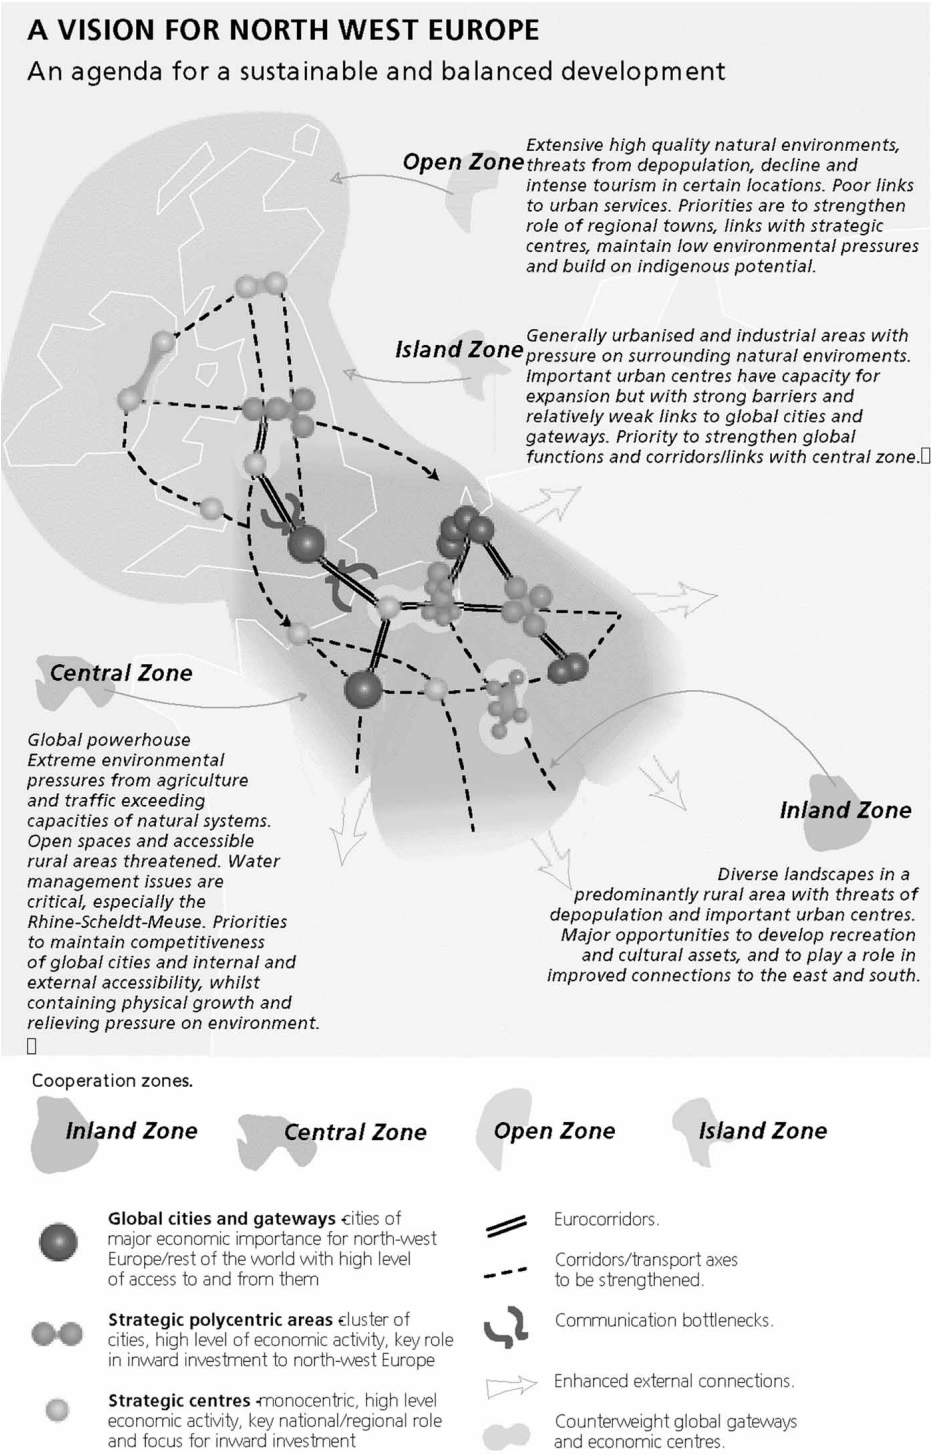 A VISION FOR NORTH WEST EUROPE
An agenda for a sustainable and balanced development
Open Zone
Extensive high quality natural environments,
threats from depopulation, decline and
intense tourism in certain locations. Poor links
to urban services. Priorities are to strengthen
role of regional towns, links with strategic
centres, maintain low environmental pressures
and build on indigenous potential.
Island Zone
Generally urbanised and industrial areas with
pressure on surrounding natural enviroments.
Important urban centres have capacity for
expansion but with strong barriers and
relatively weak links to global cities and
gateways. Priority to strengthen global
functions and corridors/links with central zone.
Central Zone
Global powerhouse
Extreme environmental
pressures from agriculture
and traffic exceeding
capacities of natural systems.
Open spaces and accessible
rural areas threatened. Water
management issues are
critical, especially the
Rhine-Scheldt-Meuse. Priorities
to maintain competitiveness
of global cities and internal and
external accessibility, whilst
containing physical growth and
relieving pressure on environment.
Inland Zone
Diverse landscapes in a
predominantly rural area with threats of
depopulation and important urban centres.
Major opportunities to develop recreation
and cultural assets, and to play a role in
improved connections to the east and south.
Cooperation zones.
Inland Zone
Central Zone
Open Zone
Island Zone
Global cities and gateways €ities of
major economic importance for north-west
Europe/rest of the world with high level
of access to and from them
Strategic polycentric areas €luster of
cities, high level of economic activity, key role
in inward investment to north-west Europe
Strategic centres -monocentric, high level
economic activity, key national/regional role
and focus for inward investment
Eurocorridors.
Corridors/transport axes
to be strengthened.
Communication bottlenecks.
Enhanced external connections.
Counterweight global gateways
and economic centres.